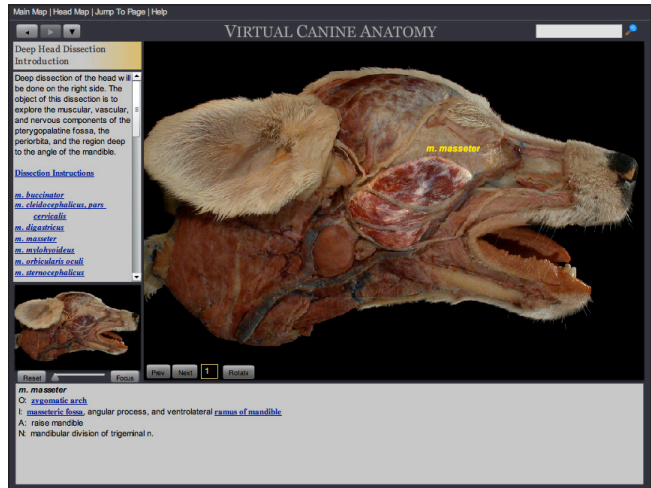 Main Map | Head Map | Jump To Page | Help
VIRTUAL CANINE ANATOMY
Deep Head Dissection
Introduction
Deep dissection of the head will
be done on the right side. The
object of this dissection is to
explore the muscular, vascular,
and nervous components of the
pterygopalatine fossa, the
periorbita, and the region deep
to the angle of the mandible.
Dissection Instructions
m. buccinator
m. cleidocephalicus, pars
cervicalis
m. digastricus
m. masseter
m. mylohyoideus
m. orbicularis oculi
m. sternocephalicus
m. masseter
Reset
Focus
Prev
Next
1
Rotate
m. masseter
O: zygomatic arch
I: masseteric fossa, angular process, and ventrolateral ramus of mandible
A: raise mandible
N: mandibular division of trigeminal n.